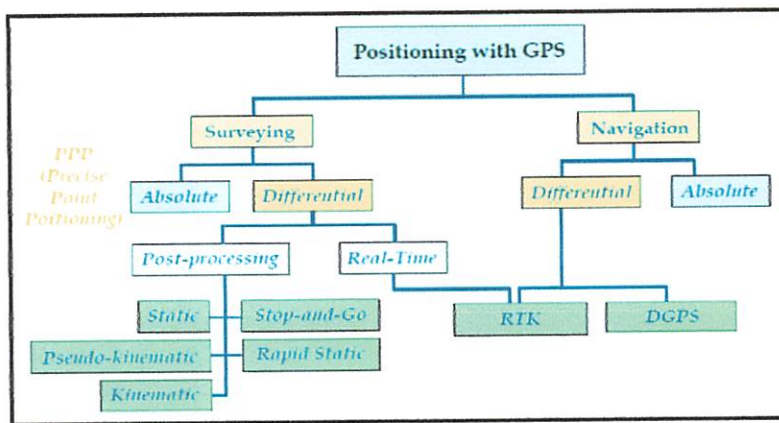 Positioning with GPS
Surveying
Navigation
PPP
(Precise
Point
Poitioning)
Absolute
Differential
Differential
Absolute
Post-processing
Real-Time
Static
Stop-and-Go
RTK
DGPS
Pseudo-kinematic
Rapid Static
Kinematic